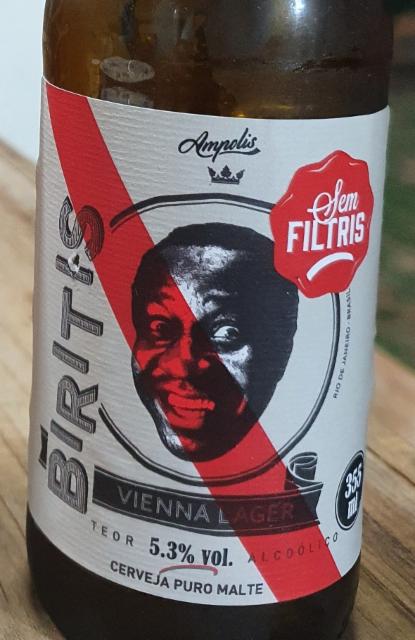 Ampolis
Sem
FILTRIS
BIRIT'S
RIO DE JANEIRO · BRASIL
VIENNA LAGER
355
ml
TEOR 5.3% vol. ALCOÓLICO
CERVEJA PURO MALTE